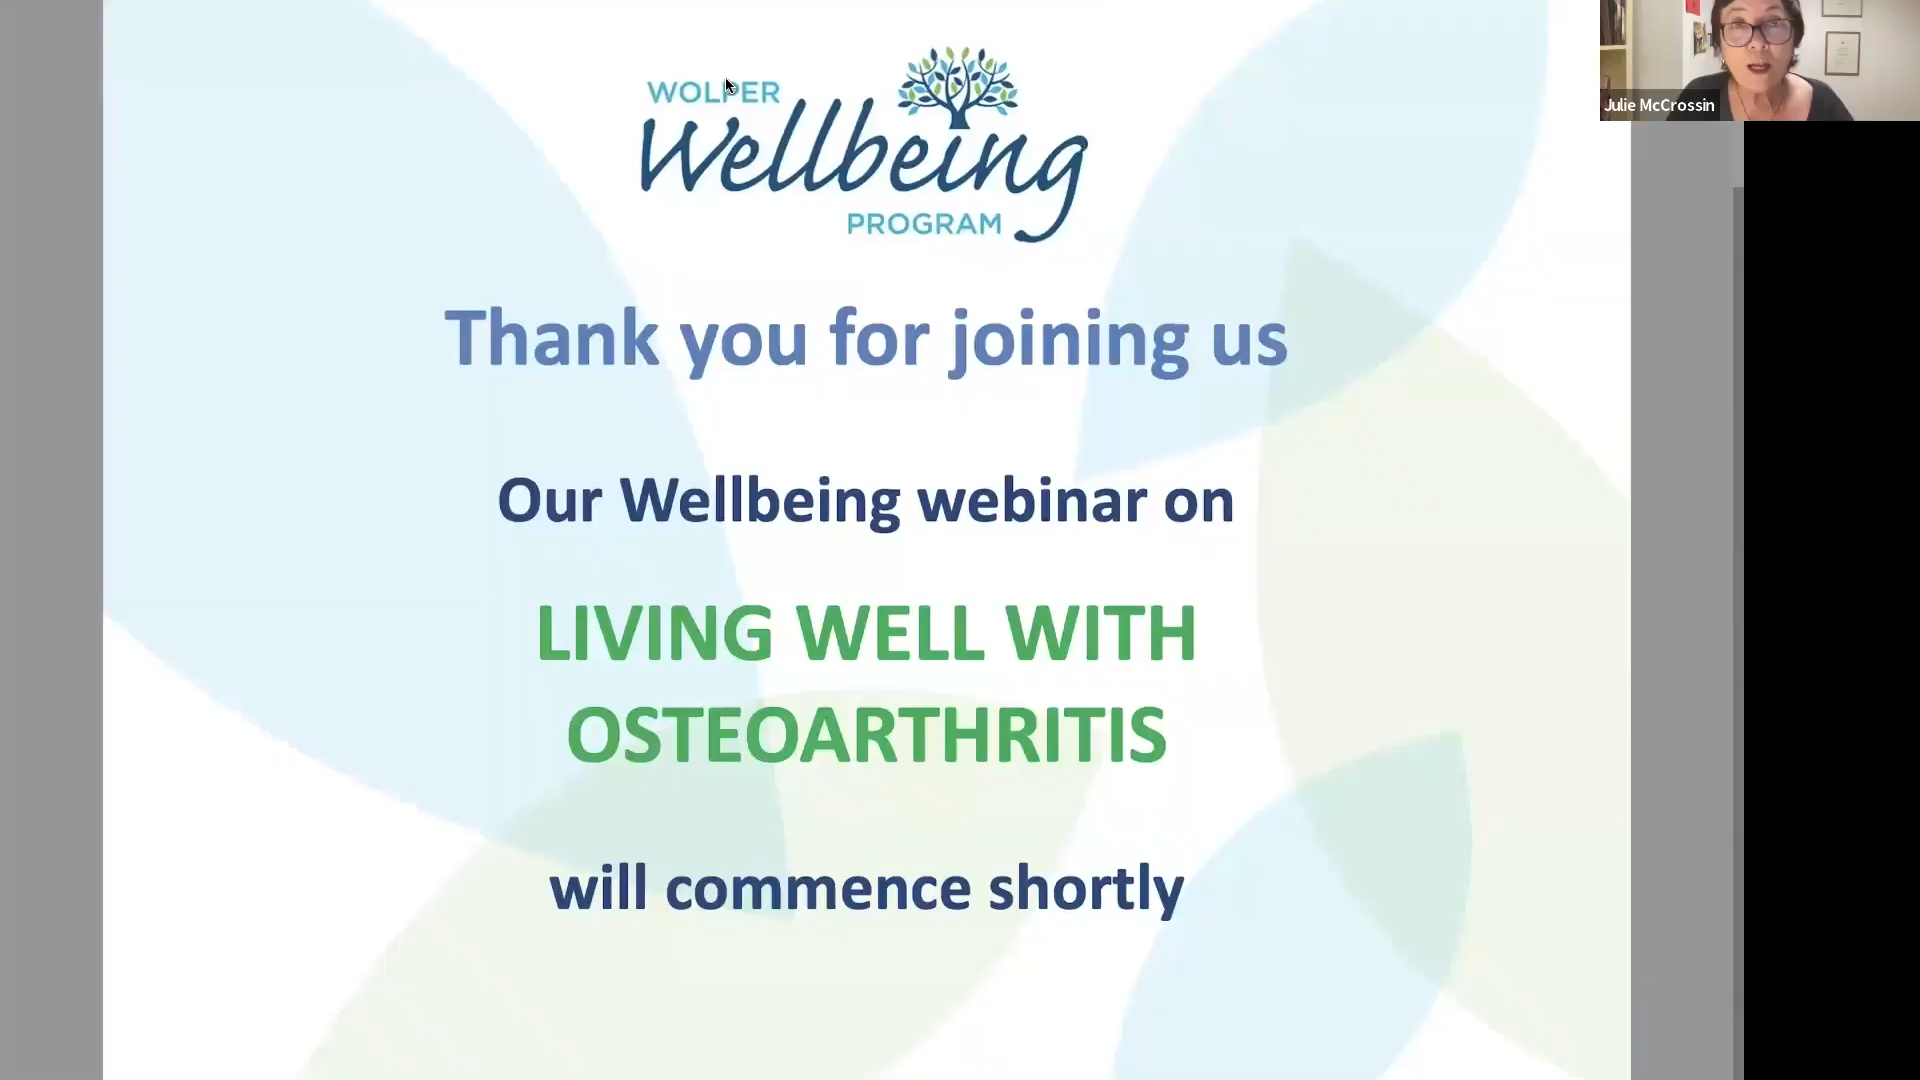 WOLPER
Wellbeing
PROGRAM
Thank you for joining us
Our Wellbeing webinar on
LIVING WELL WITH
OSTEOARTHRITIS
will commence shortly
Julie McCrossin